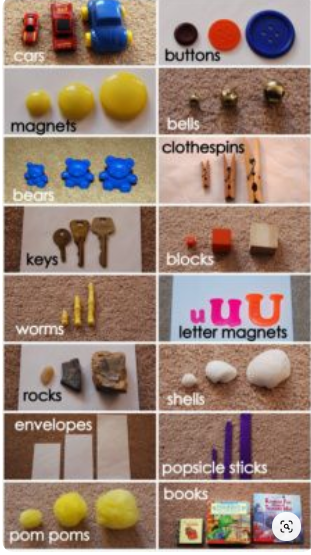 cars
buttons
magnets
bells
bears
clothespins
keys
blocks
worms
u U U
letter magnets
rocks
shells
envelopes
popsicle sticks
pom poms
books